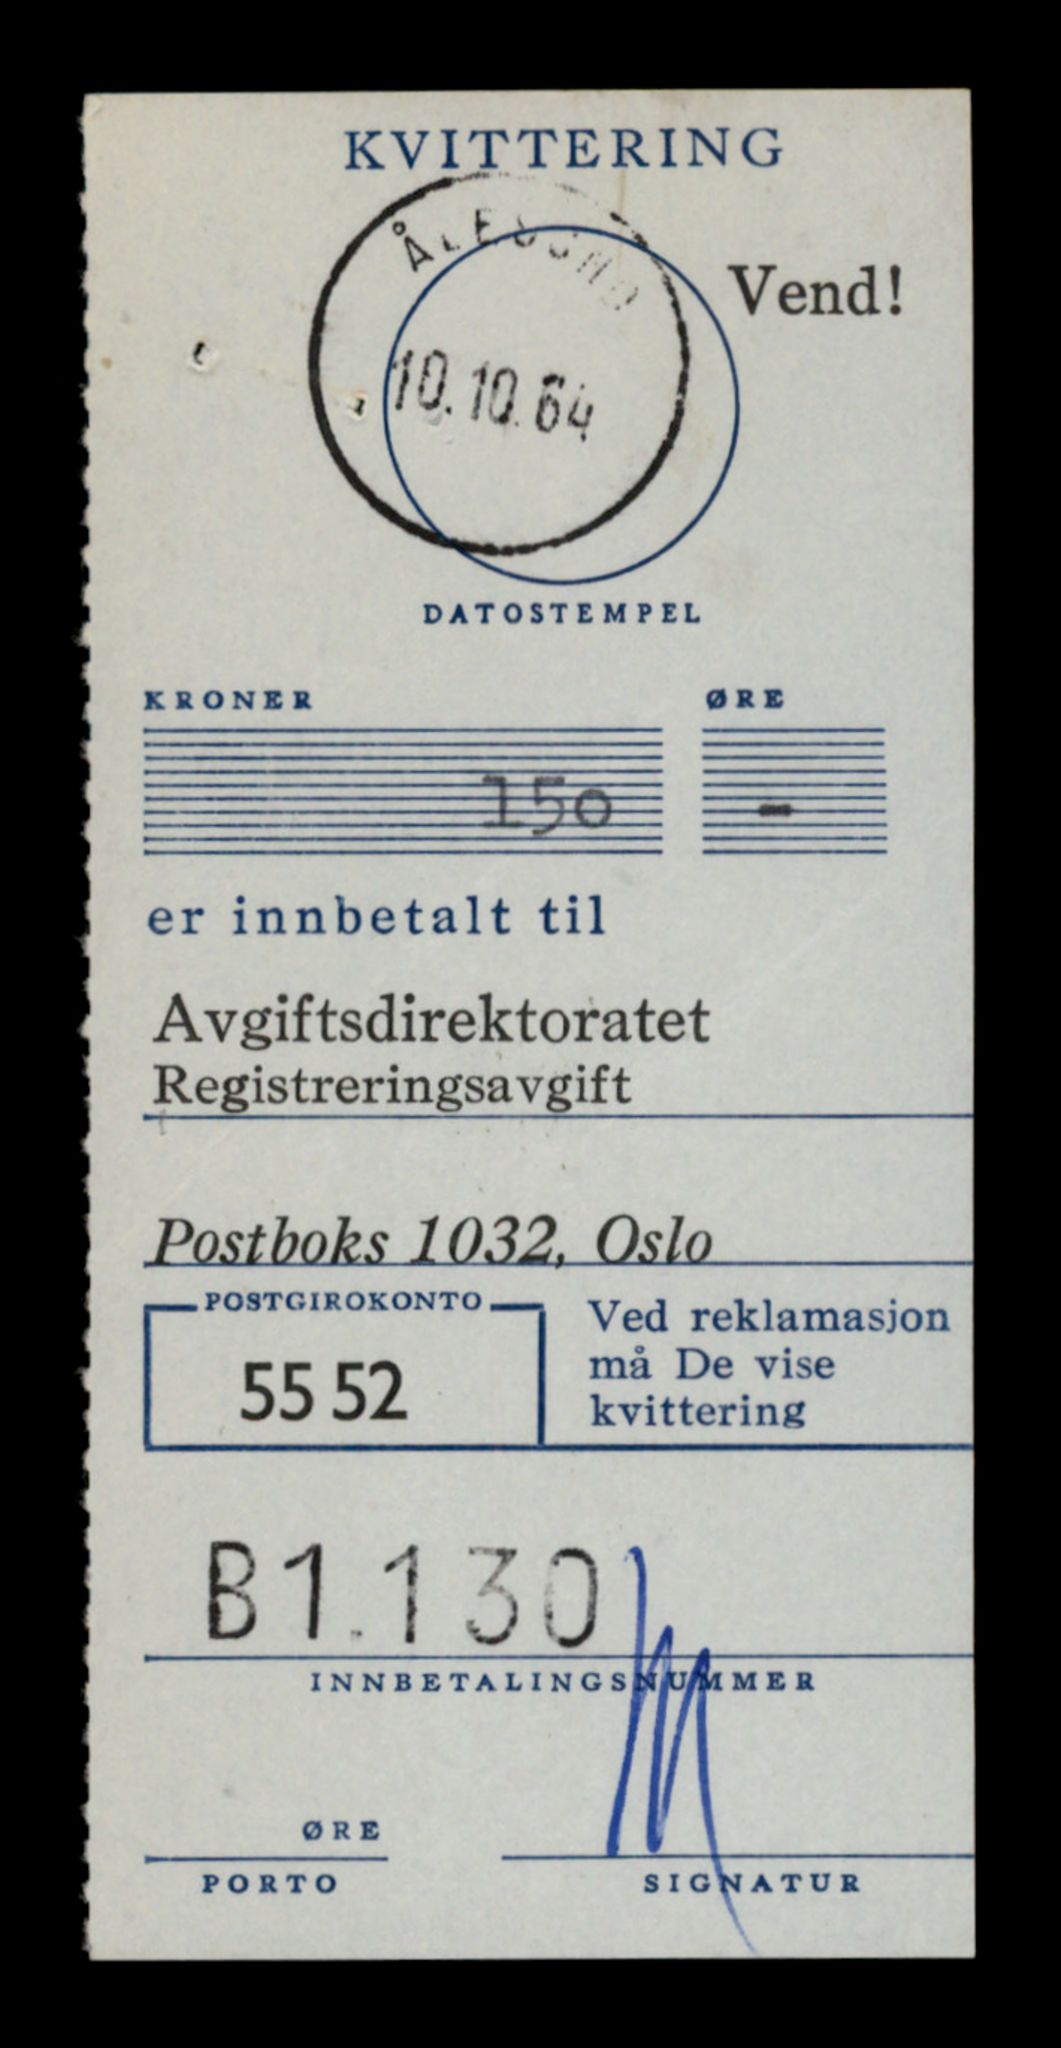 KVITTERING
ÅLESUND
Vend!
10.10.64
DATOSTEMPEL
KRONER ØRE
150 -
er innbetalt til
Avgiftsdirektoratet
Registreringsavgift
Postboks 1032, Oslo
POSTGIROKONTO
55 52
Ved reklamasjon
må De vise
kvittering
B1.130
INNBETALINGSNUMMER
ØRE
PORTO
SIGNATUR